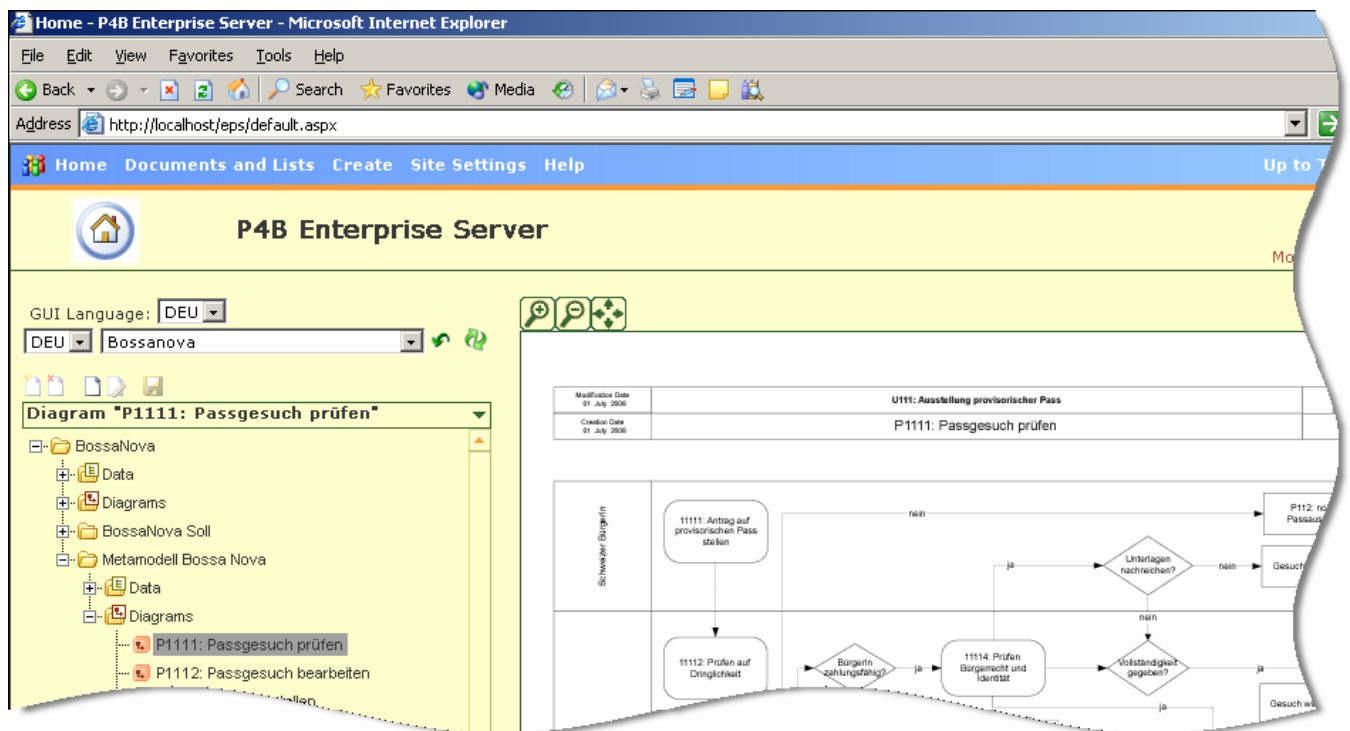 Home - P4B Enterprise Server - Microsoft Internet Explorer
File Edit View Favorites Tools Help
Back Search Favorites Media
Address http://localhost/eps/default.aspx
Home Documents and Lists Create Site Settings Help Up to
P4B Enterprise Server
GUI Language: DEU
DEU Bossanova
Diagram "P1111: Passgesuch prüfen"
BossaNova
Data
Diagrams
BossaNova Soll
Metamodell Bossa Nova
Data
Diagrams
P1111: Passgesuch prüfen
P1112: Passgesuch bearbeiten
Modification Date
01 July 2006
U111: Ausstellung provisorischer Pass
Creation Date
01 July 2006
P1111: Passgesuch prüfen
Schweizer BürgerIn
11111: Antrag auf
provisorischen Pass
stellen
nein
P112:
Unterlagen
nachreichen?
ja
nein
Gesuch
nein
11112: Prüfen auf
Dringlichkeit
BürgerIn
zahlungsfähig?
ja
11114: Prüfen
Bürgerrecht und
Identität
Vollständigkeit
gegeben?
ja
ja
Gesuch